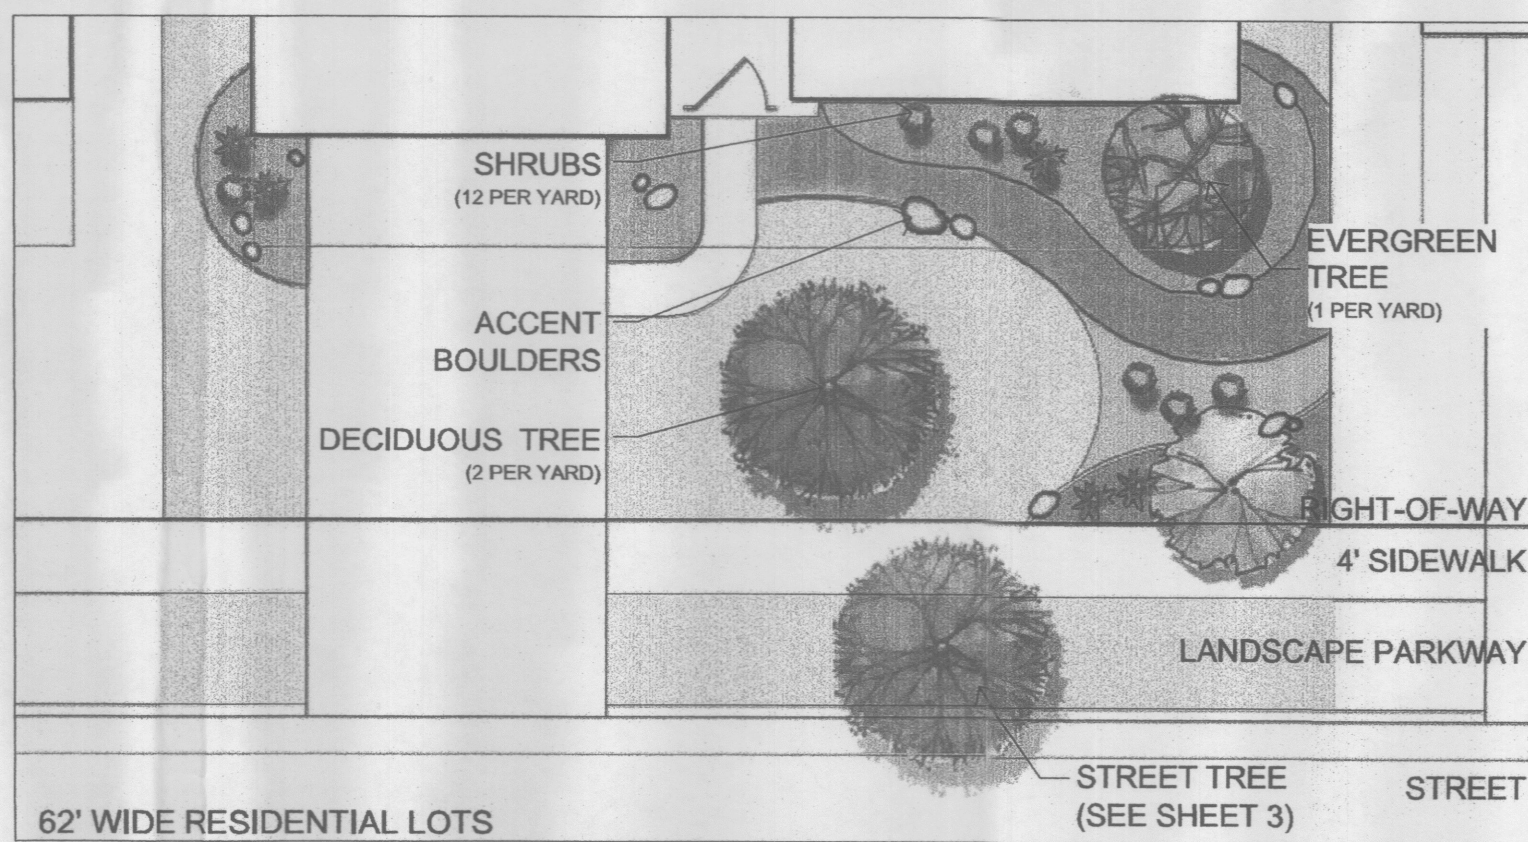 SHRUBS
(12 PER YARD)
EVERGREEN
TREE
(1 PER YARD)
ACCENT
BOULDERS
DECIDUOUS TREE
(2 PER YARD)
RIGHT-OF-WAY
4' SIDEWALK
LANDSCAPE PARKWAY
STREET TREE
(SEE SHEET 3)
STREET
62' WIDE RESIDENTIAL LOTS